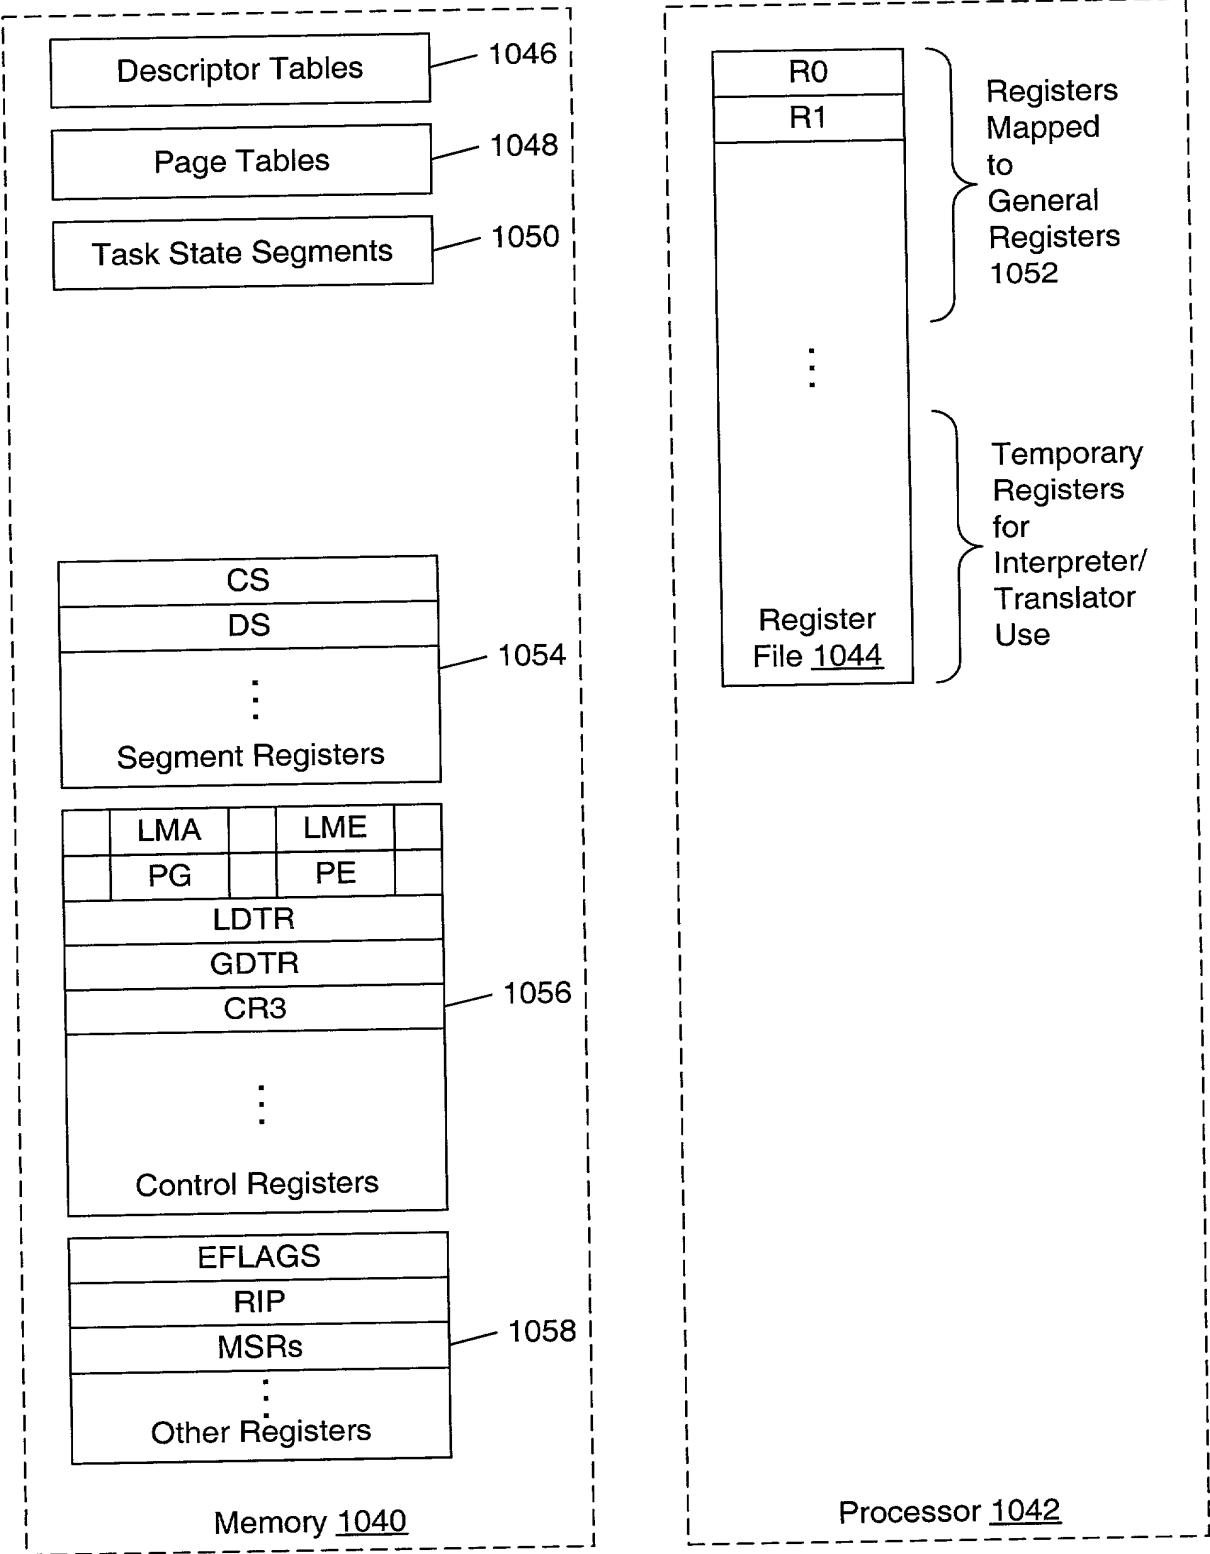 Descriptor Tables
1046
Page Tables
1048
Task State Segments
1050
CS
DS
1054
Segment Registers
LMA
LME
PG
PE
LDTR
GDTR
CR3
1056
Control Registers
EFLAGS
RIP
MSRs
1058
Other Registers
Memory 1040
R0
R1
Registers
Mapped
to
General
Registers
1052
Temporary
Registers
for
Interpreter/
Translator
Use
Register
File 1044
Processor 1042